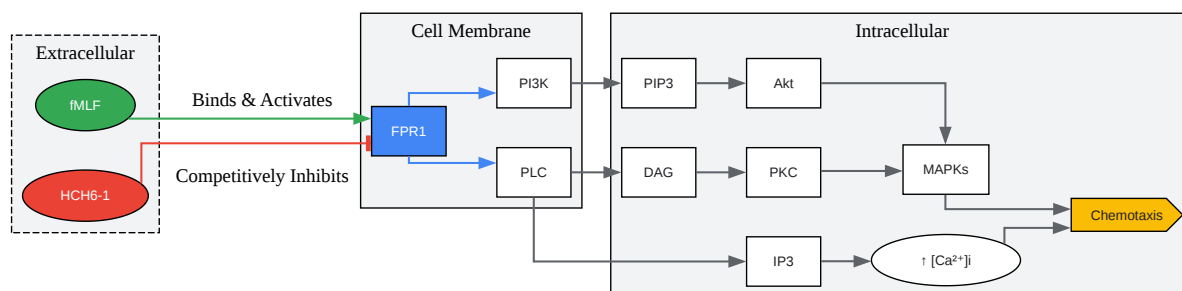 Extracellular
fMLF
HCH6-1
Binds & Activates
Competitively Inhibits
Cell Membrane
FPR1
PI3K
PLC
Intracellular
PIP3
Akt
DAG
PKC
MAPKs
IP3
↑ [Ca²⁺]i
Chemotaxis